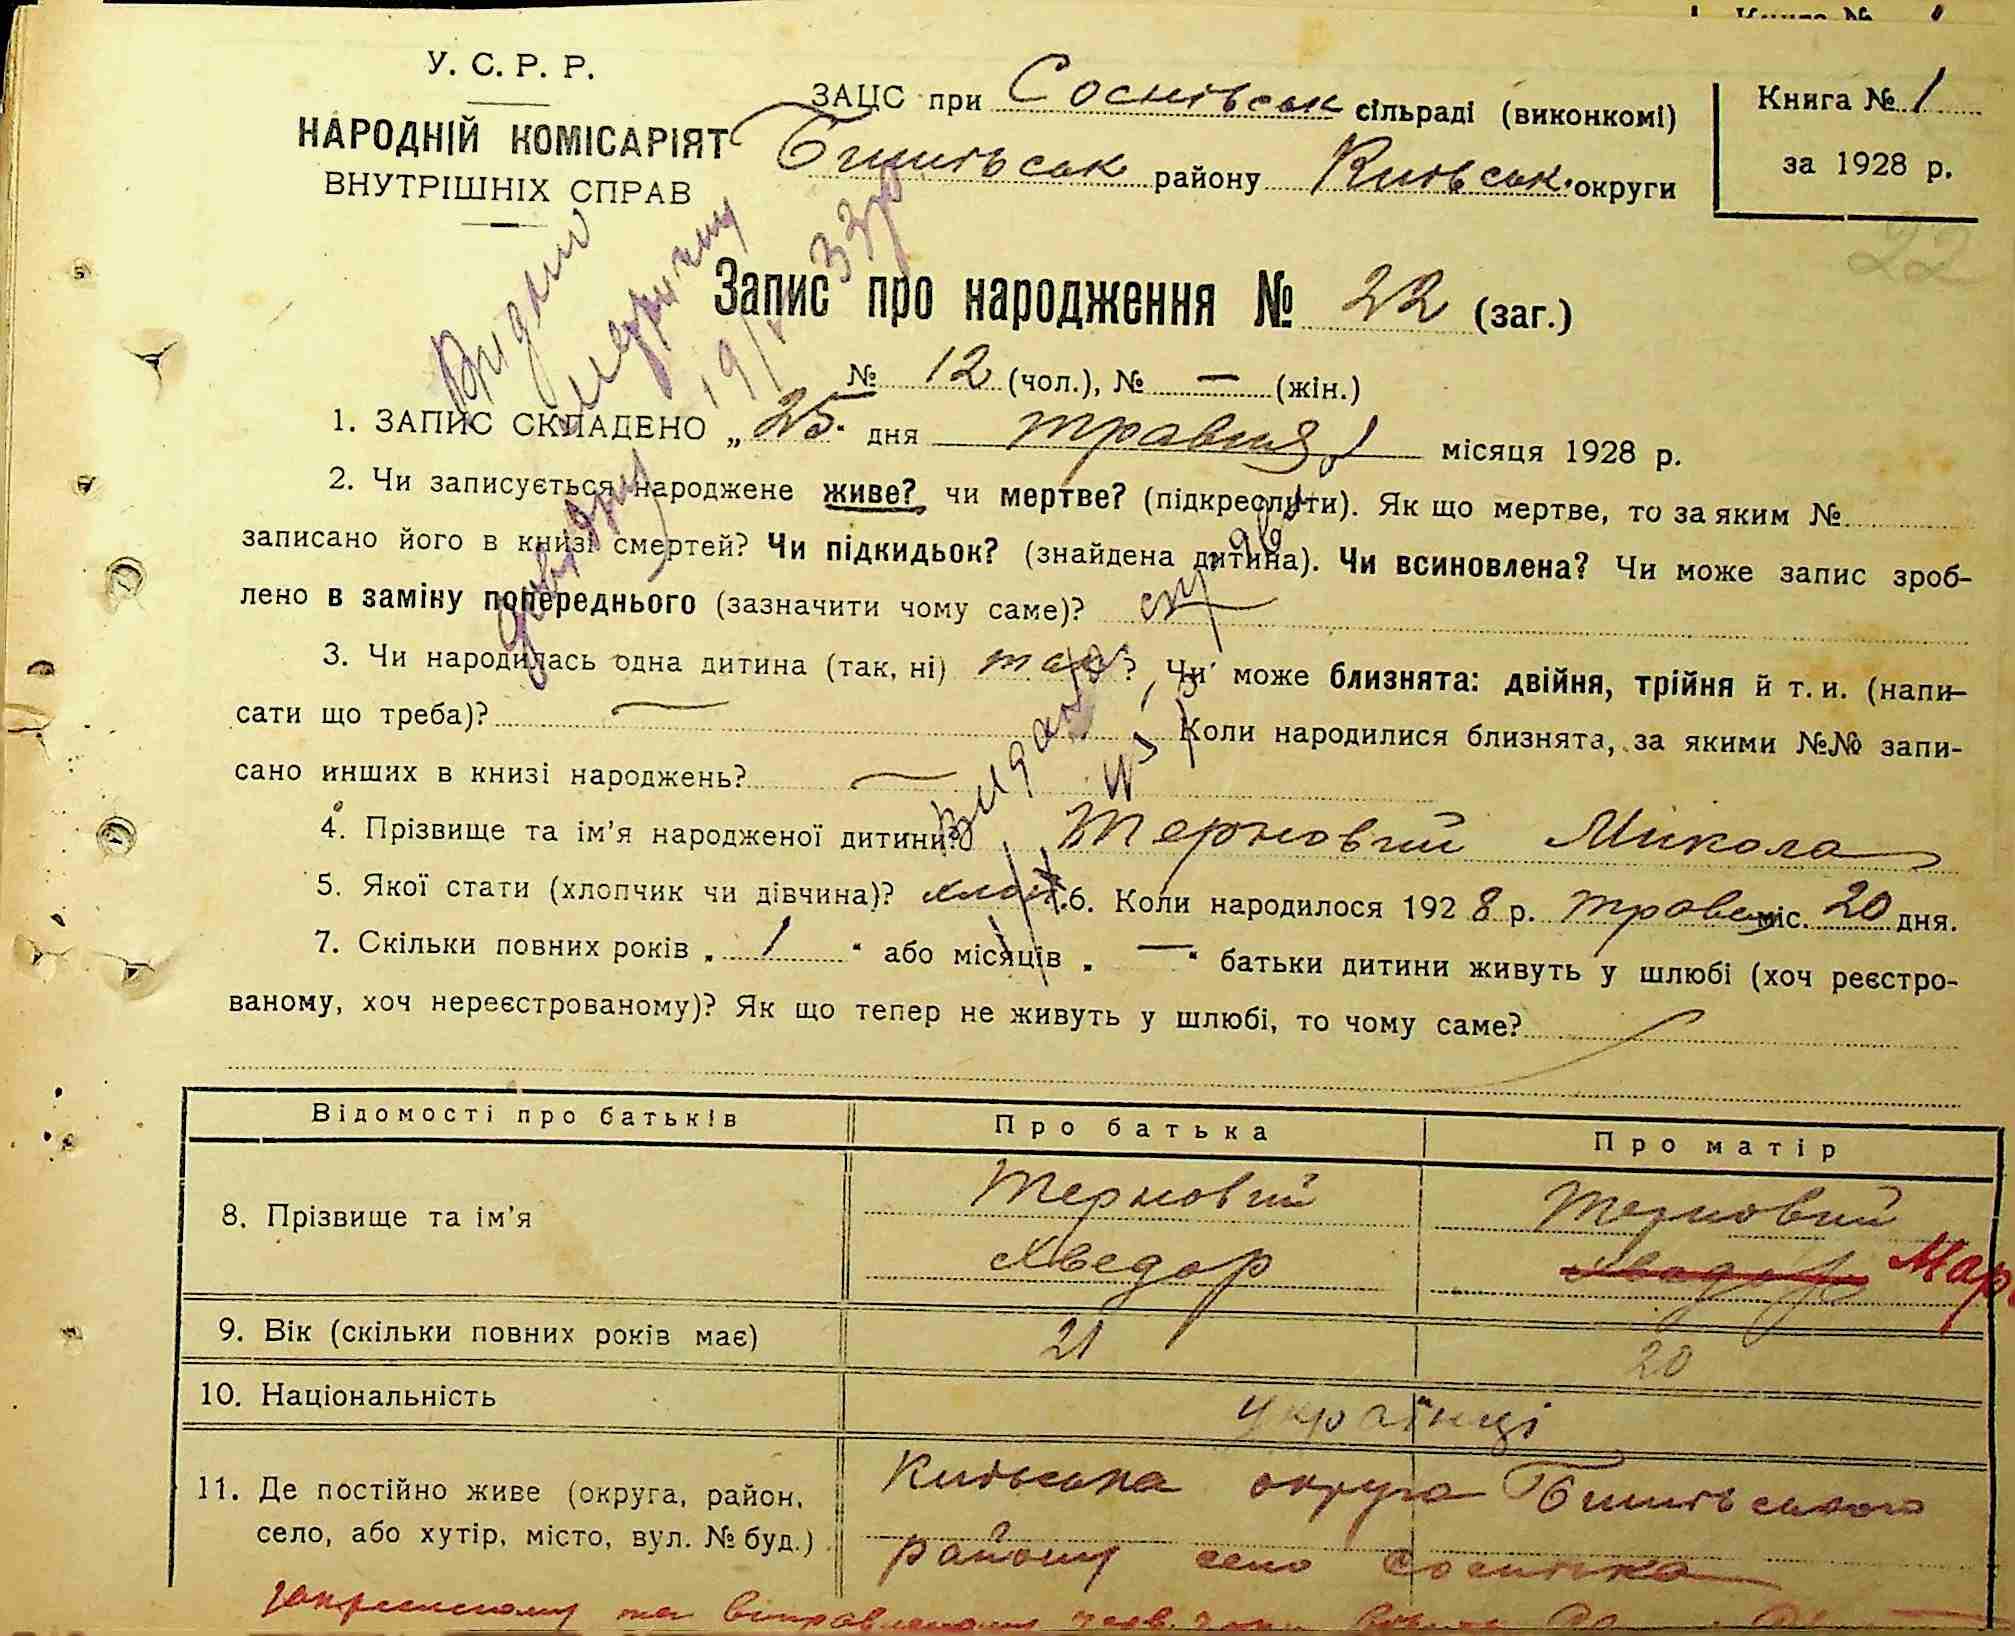 Книга № 1
У. С. Р. Р.
НАРОДНІЙ КОМІСАРІЯТ
ВНУТРІШНІХ СПРАВ
ЗАЦС при Соснівськ сільраді (виконкомі)
Бишівськ району Київськ. округи
Книга № 1
за 1928 р.
22
Запис про народження № 22 (заг.)
№ 12 (чол.), № — (жін.)
1. ЗАПИС СКЛАДЕНО „ 25. дня травня місяця 1928 р.
2. Чи записується народжене живе? чи мертве? (підкреслити). Як що мертве, то за яким №
записано його в книзі смертей? Чи підкидьок? (знайдена дитина). Чи всиновлена? Чи може запис зроб-
лено в заміну попереднього (зазначити чому саме)?
3. Чи народилась одна дитина (так, ні) так? Чи може близнята: двійня, трійня й т. и. (напи-
сати що треба)? — Коли народилися близнята, за якими №№ запи-
сано инших в книзі народжень? —
4. Прізвище та ім’я народженої дитини? Терновий Микола
5. Якої стати (хлопчик чи дівчина)? хлоп. 6. Коли народилося 1928 р. травня міс. 20 дня.
7. Скільки повних років „ 1 “ або місяців „ — “ батьки дитини живуть у шлюбі (хоч реєстро-
ваному, хоч нереєстрованому)? Як що тепер не живуть у шлюбі, то чому саме?
Відомості про батьків Про батька Про матір
8. Прізвище та ім’я Терновий Терновий
Хведор Хведор Мар
9. Вік (скільки повних років має) 21 20
10. Національність Українці
11. Де постійно живе (округа, район, Київська округа Бишівського
село, або хутір, місто, вул. № буд.) району село Соснівка